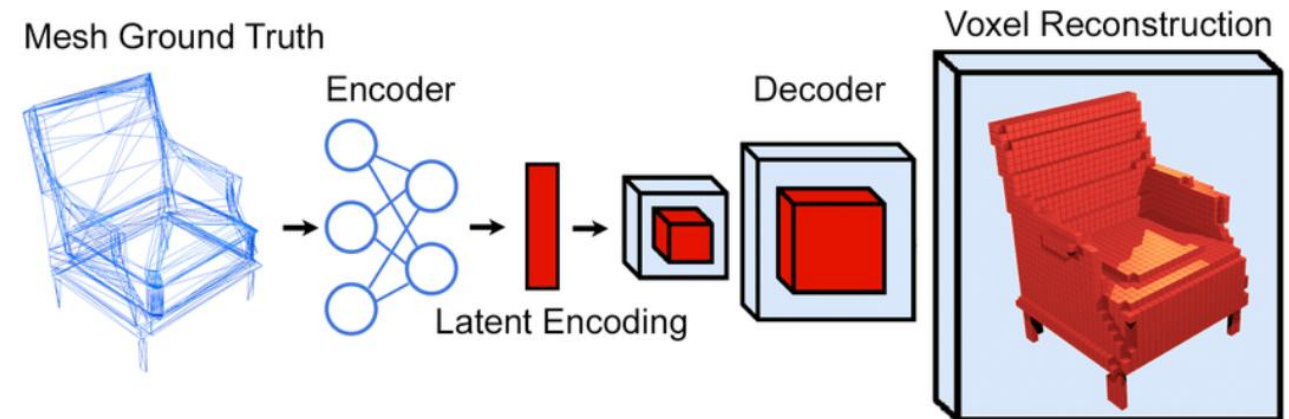 Mesh Ground Truth
Encoder
Latent Encoding
Decoder
Voxel Reconstruction